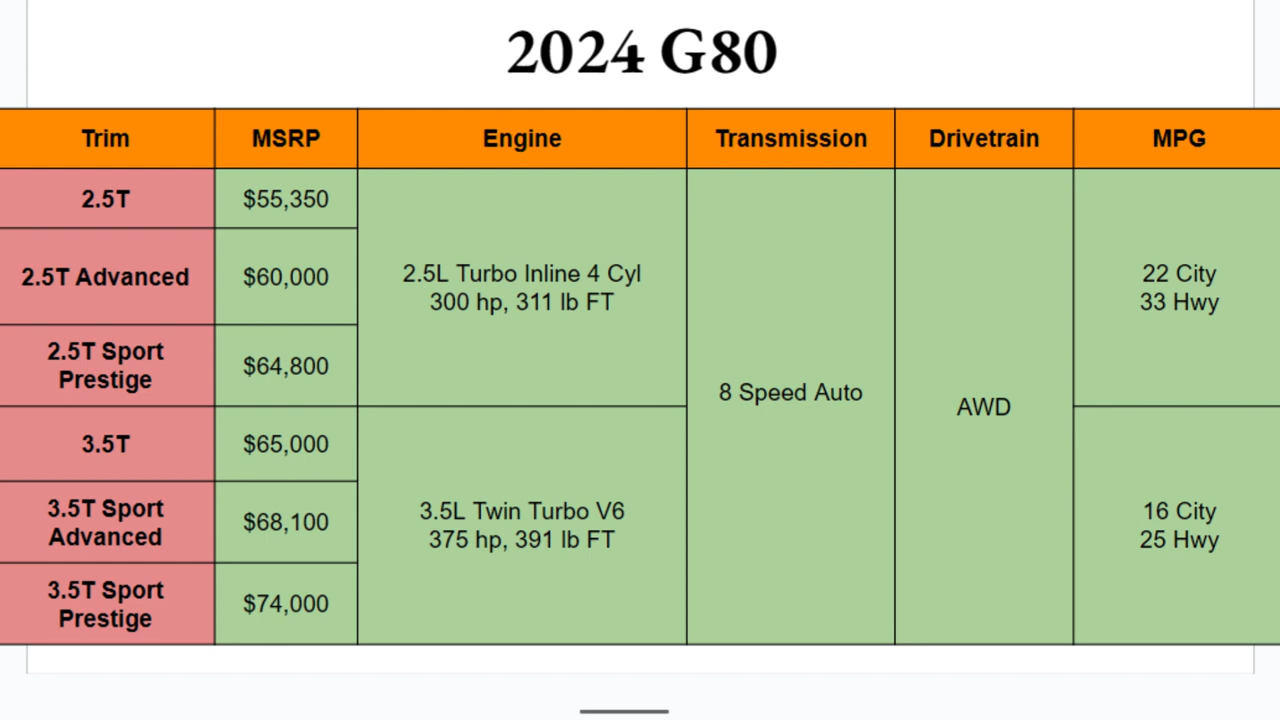 2024 G80
Trim MSRP Engine Transmission Drivetrain MPG
2.5T $55,350
2.5T Advanced $60,000
2.5L Turbo Inline 4 Cyl
300 hp, 311 lb FT
22 City
33 Hwy
2.5T Sport
Prestige
$64,800
8 Speed Auto
AWD
3.5T $65,000
3.5T Sport
Advanced
$68,100
3.5L Twin Turbo V6
375 hp, 391 lb FT
16 City
25 Hwy
3.5T Sport
Prestige
$74,000